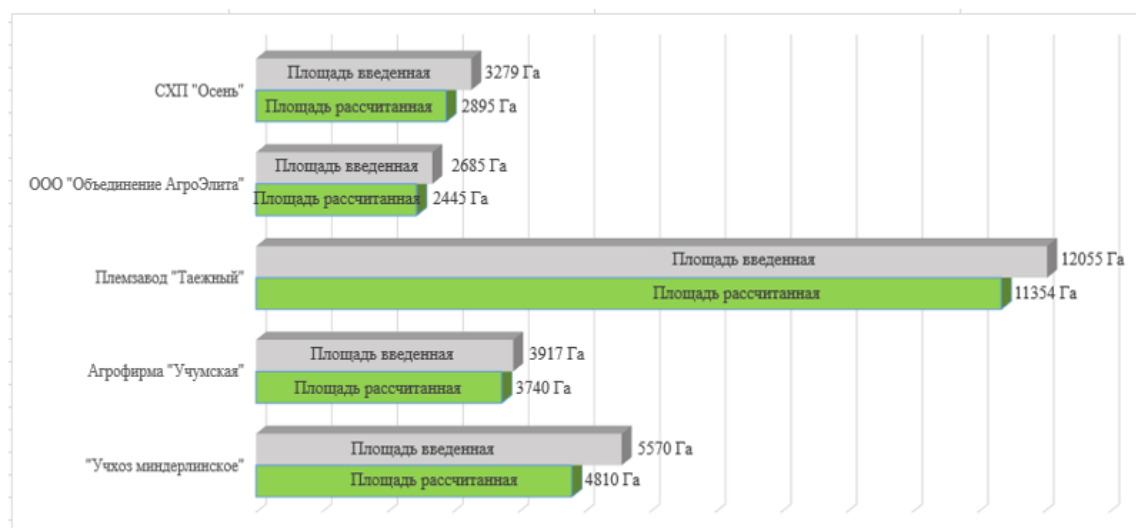 СХП "Осень"
Площадь введенная
3279 Га
Площадь рассчитанная
2895 Га
ООО "Объединение АгроЭлита"
Площадь введенная
2685 Га
Площадь рассчитанная
2445 Га
Племзавод "Таежный"
Площадь введенная
12055 Га
Площадь рассчитанная
11354 Га
Агрофирма "Учумская"
Площадь введенная
3917 Га
Площадь рассчитанная
3740 Га
"Учхоз миндерлинское"
Площадь введенная
5570 Га
Площадь рассчитанная
4810 Га